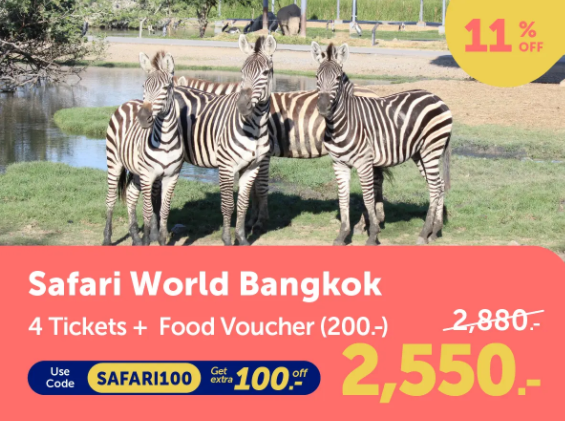 11% OFF
Safari World Bangkok
4 Tickets + Food Voucher (200.-)
2,880.-
2,550.-
Use Code
SAFARI100
Get extra 100.- off